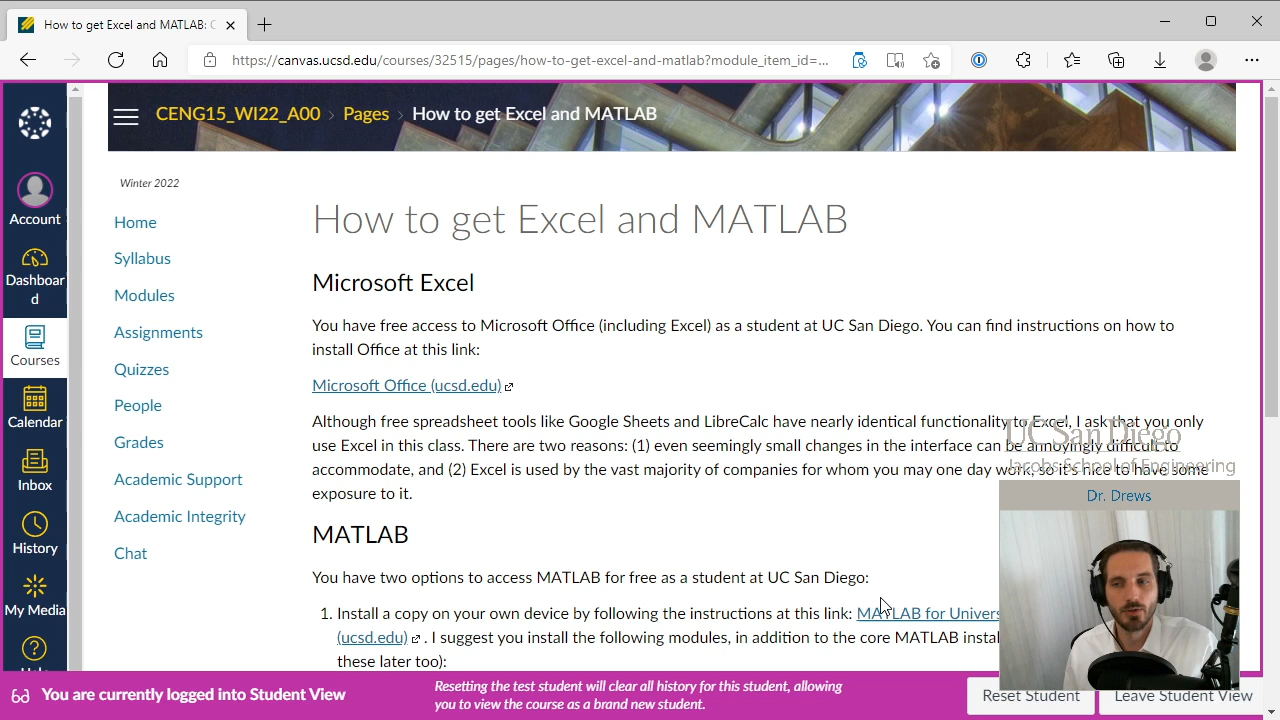 How to get Excel and MATLAB: C
https://canvas.ucsd.edu/courses/32515/pages/how-to-get-excel-and-matlab?module_item_id=...
CENG15_WI22_A00 > Pages > How to get Excel and MATLAB
Account
Dashboar
d
Courses
Calendar
Inbox
History
My Media
Help
Winter 2022
Home
Syllabus
Modules
Assignments
Quizzes
People
Grades
Academic Support
Academic Integrity
Chat
How to get Excel and MATLAB
Microsoft Excel
You have free access to Microsoft Office (including Excel) as a student at UC San Diego. You can find instructions on how to
install Office at this link:
Microsoft Office (ucsd.edu)
Although free spreadsheet tools like Google Sheets and LibreCalc have nearly identical functionality to Excel, I ask that you only
use Excel in this class. There are two reasons: (1) even seemingly small changes in the interface can be annoyingly difficult to
accommodate, and (2) Excel is used by the vast majority of companies for whom you may one day work, so it's nice to have some
exposure to it.
MATLAB
You have two options to access MATLAB for free as a student at UC San Diego:
1. Install a copy on your own device by following the instructions at this link: MATLAB for Univers
(ucsd.edu) . I suggest you install the following modules, in addition to the core MATLAB instal
these later too):
UC San Diego
Jacobs School of Engineering
Dr. Drews
You are currently logged into Student View
Resetting the test student will clear all history for this student, allowing
you to view the course as a brand new student.
Reset Student
Leave Student View